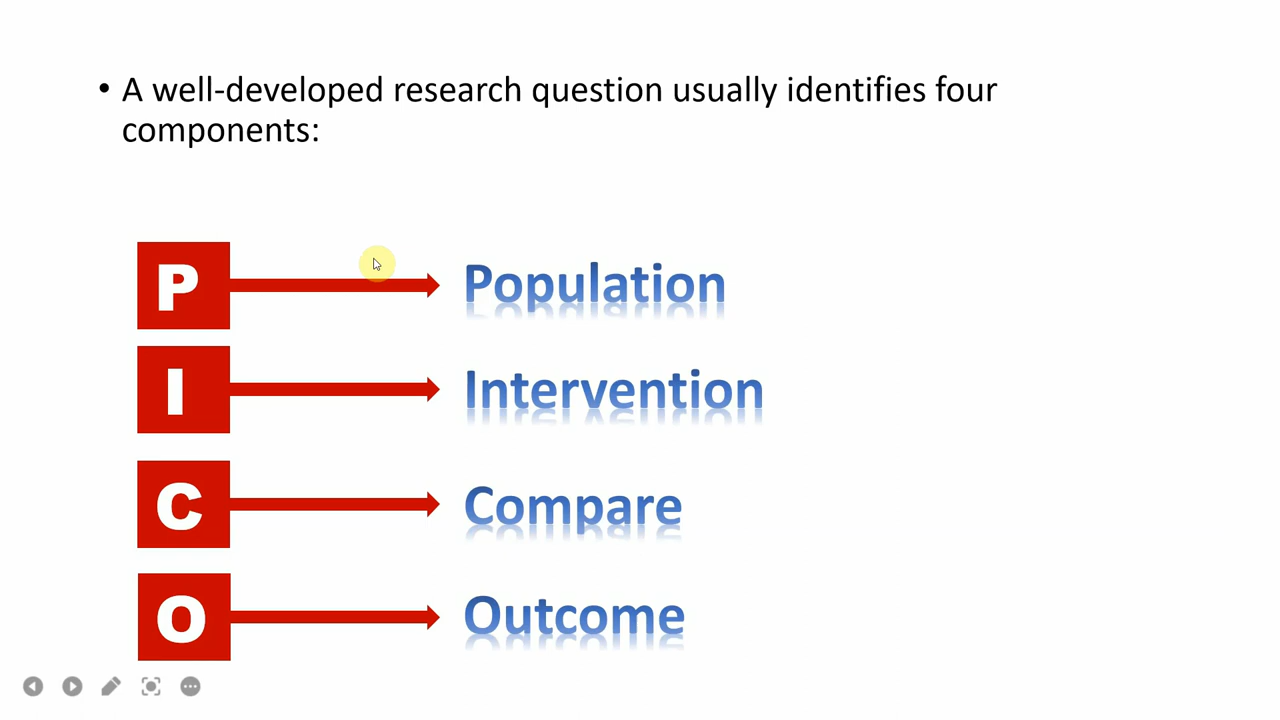 • A well-developed research question usually identifies four
components:
P Population
I Intervention
C Compare
O Outcome